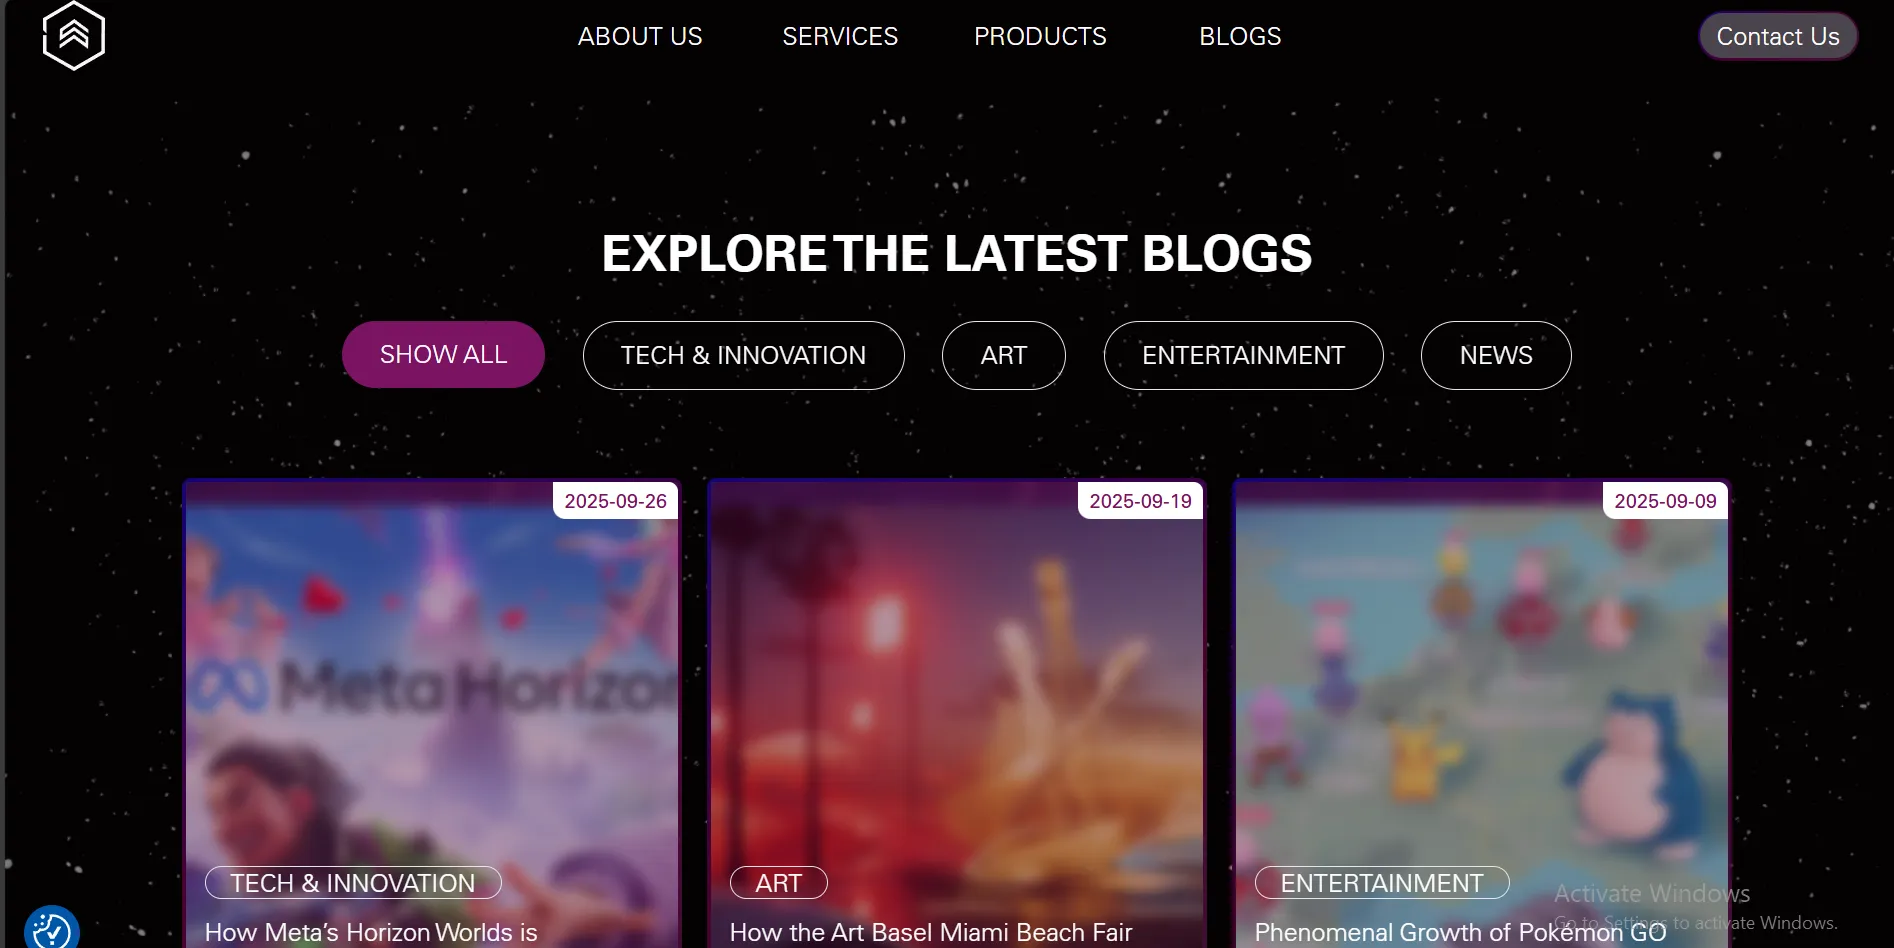 ABOUT US SERVICES PRODUCTS BLOGS Contact Us
EXPLORE THE LATEST BLOGS
SHOW ALL TECH & INNOVATION ART ENTERTAINMENT NEWS
2025-09-26 2025-09-19 2025-09-09
Meta Horizon
TECH & INNOVATION ART ENTERTAINMENT
Activate Windows
How Meta’s Horizon Worlds is How the Art Basel Miami Beach Fair Phenomenal Growth of Pokémon GO
Go to Settings to activate Windows.